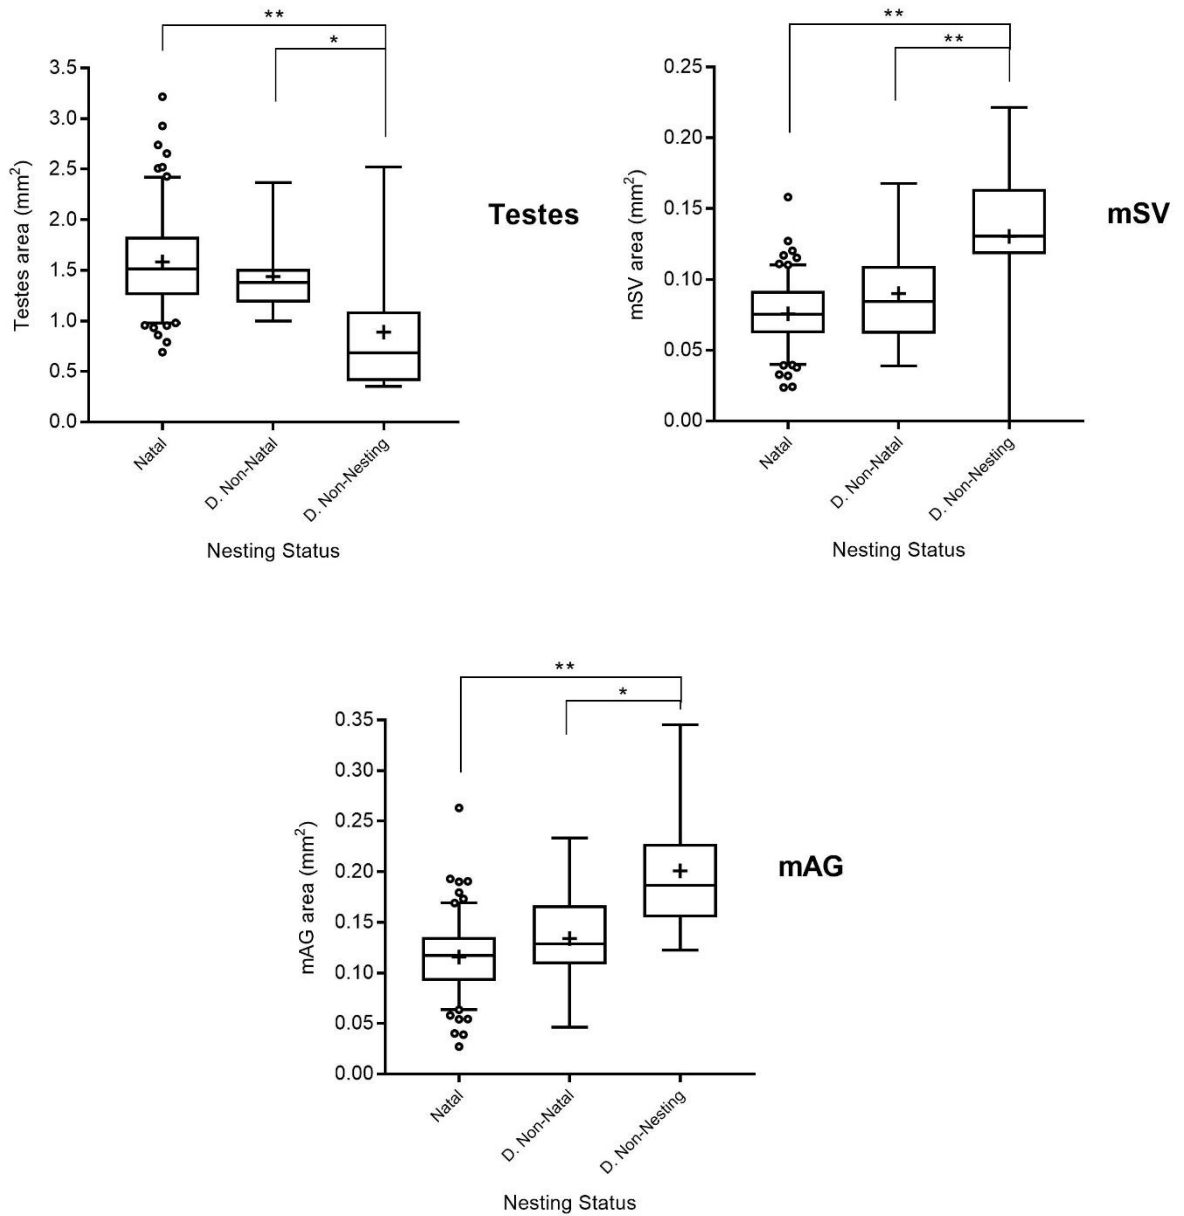 **
*
3.5
3.0
2.5
2.0
1.5
1.0
0.5
0.0
Testes area (mm²)
Natal
D. Non-Natal
D. Non-Nesting
Nesting Status
Testes
**
**
0.25
0.20
0.15
0.10
0.05
0.00
mSV area (mm²)
Natal
D. Non-Natal
D. Non-Nesting
Nesting Status
mSV
**
*
0.35
0.30
0.25
0.20
0.15
0.10
0.05
0.00
mAG area (mm²)
Natal
D. Non-Natal
D. Non-Nesting
Nesting Status
mAG